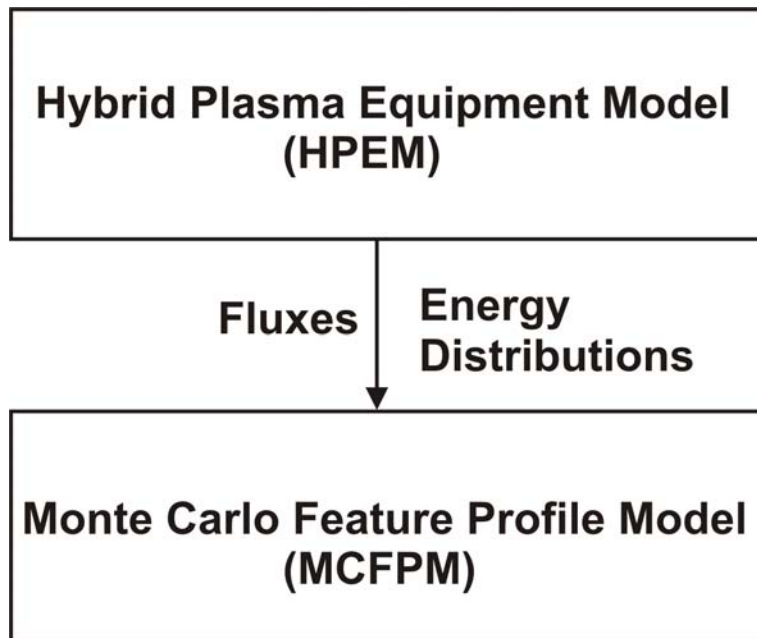 Hybrid Plasma Equipment Model
(HPEM)
Fluxes
Energy
Distributions
Monte Carlo Feature Profile Model
(MCFPM)